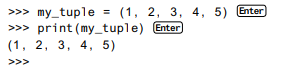 >>> my_tuple = (1, 2, 3, 4, 5) Enter
>>> print(my_tuple) Enter
(1, 2, 3, 4, 5)
>>>